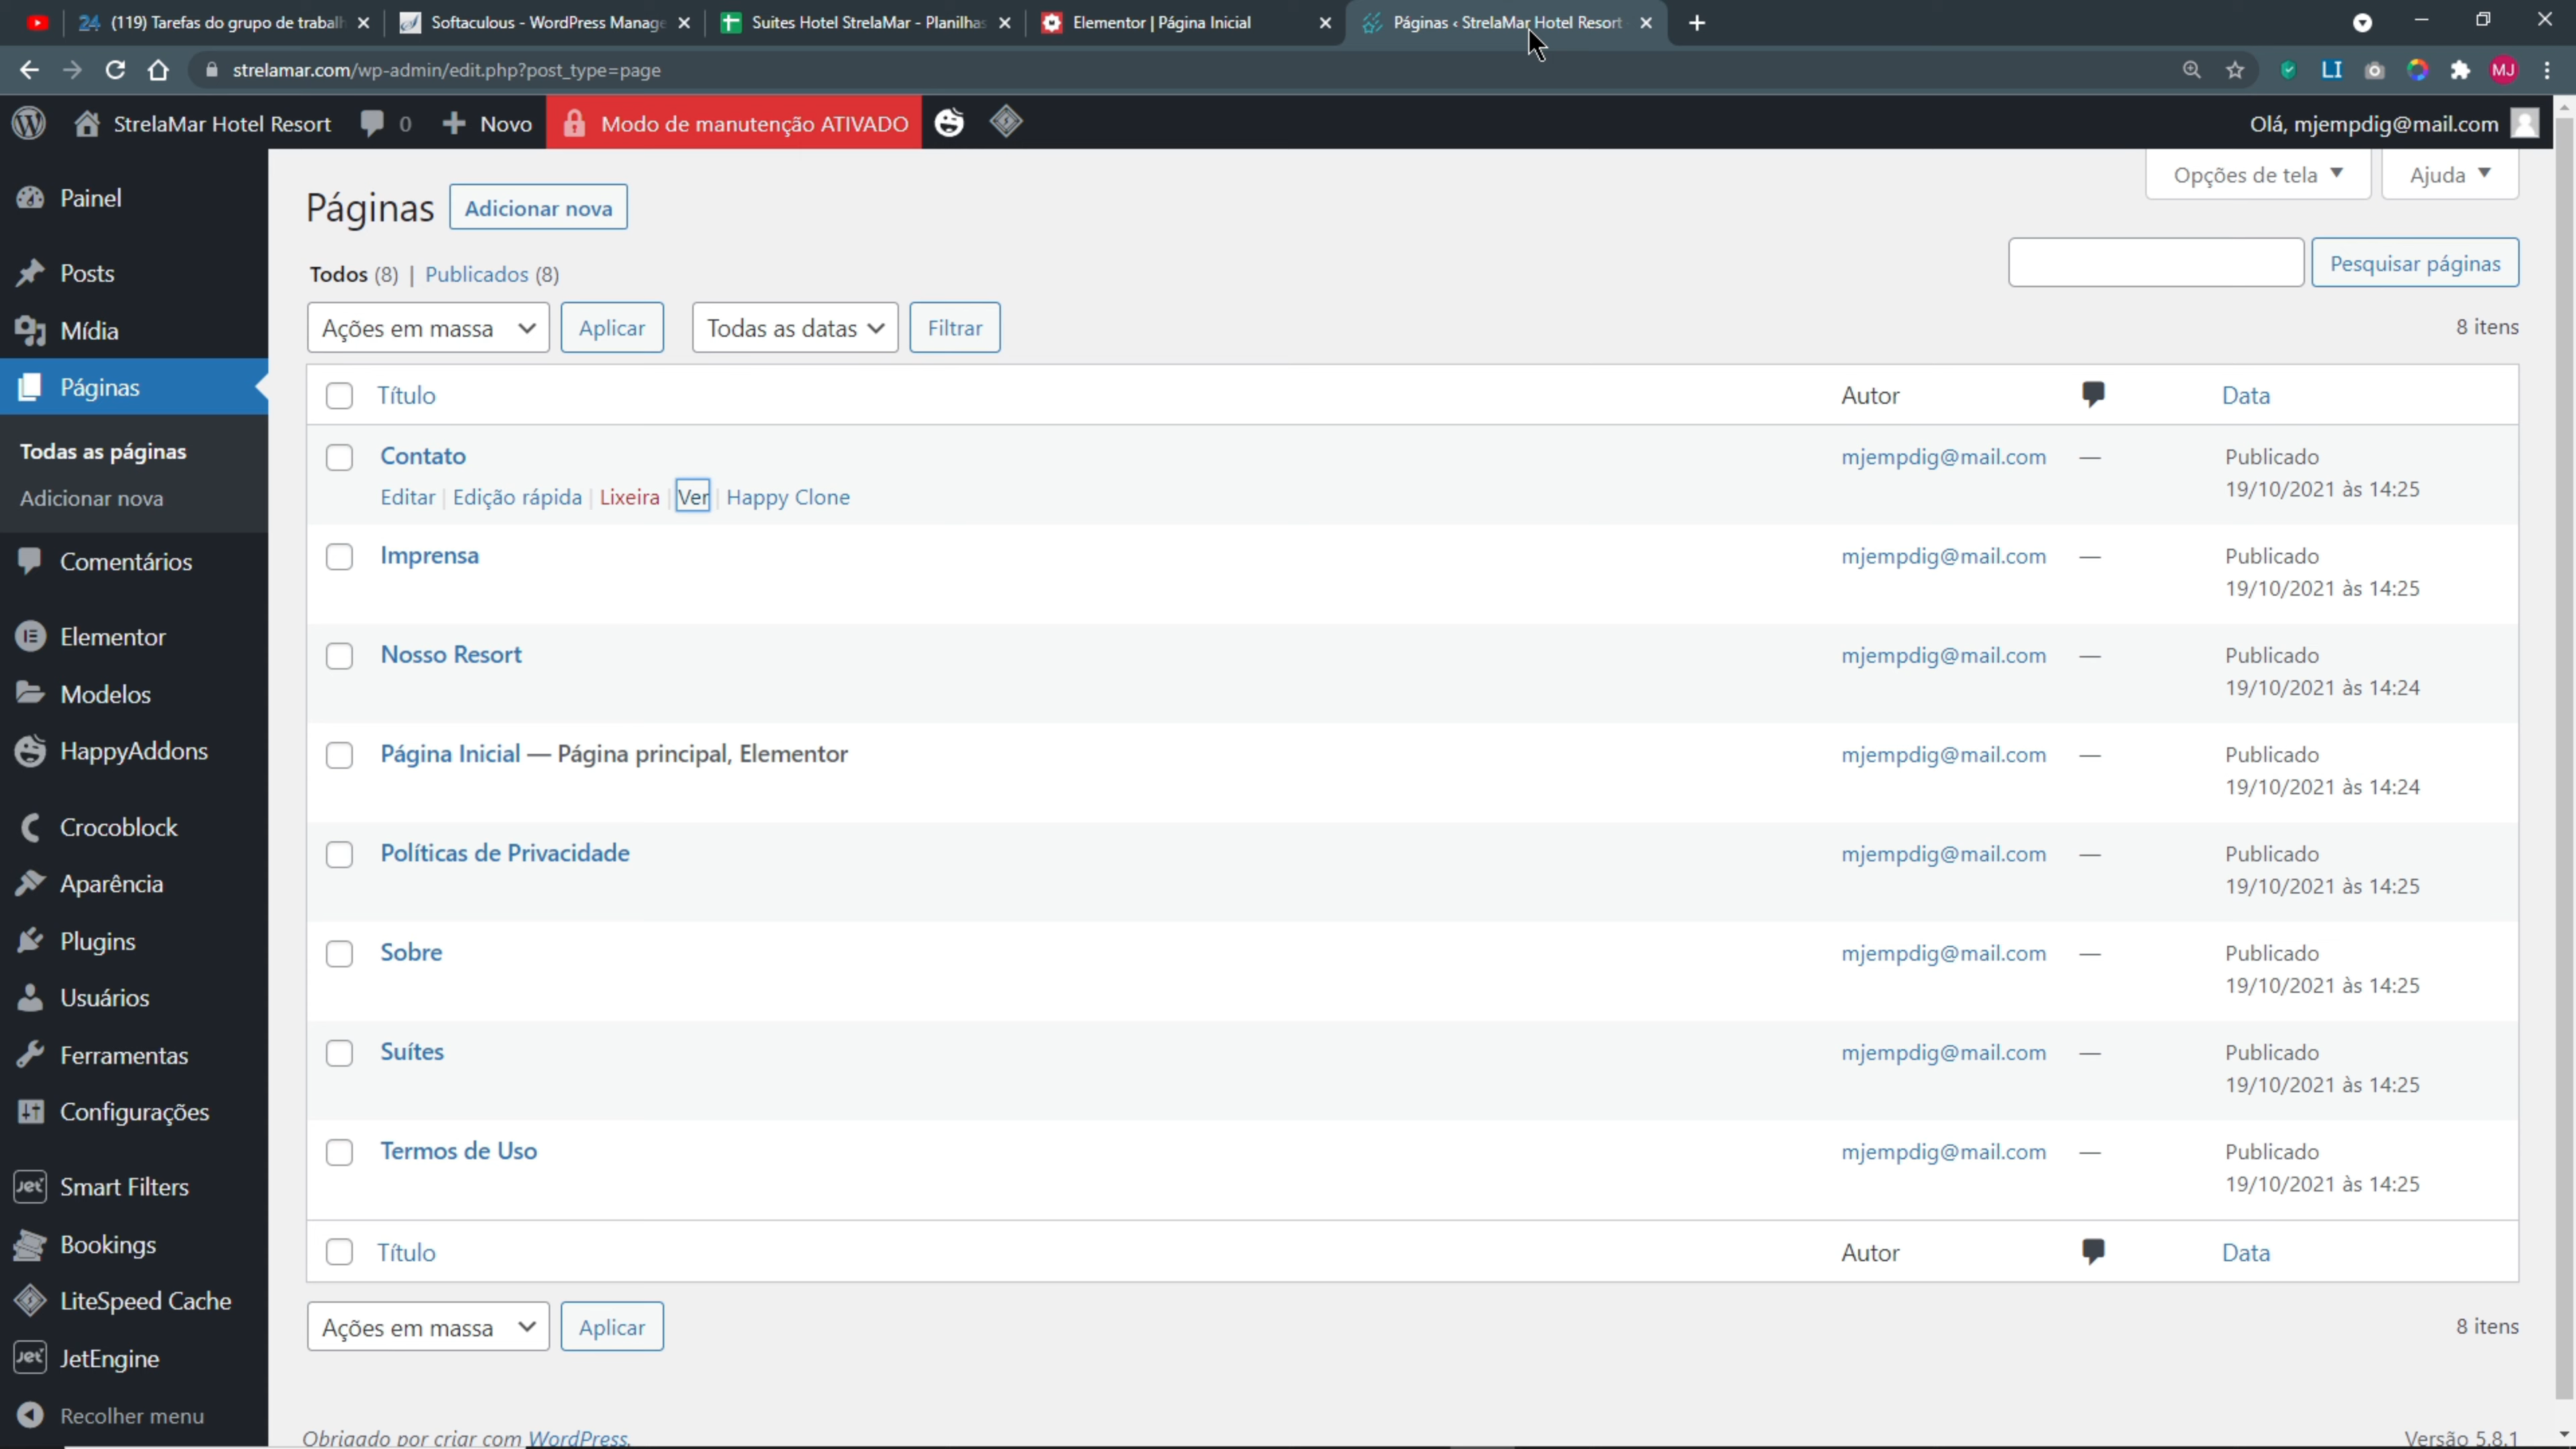 24 (119) Tarefas do grupo de trabalh
Softaculous - WordPress Manage
Suites Hotel StrelaMar - Planilhas
Elementor | Página Inicial
Páginas ‹ StrelaMar Hotel Resort
strelamar.com/wp-admin/edit.php?post_type=page
LI
MJ
StrelaMar Hotel Resort
0
Novo
Modo de manutenção ATIVADO
Olá, mjempdig@mail.com
Painel
Posts
Mídia
Páginas
Todas as páginas
Adicionar nova
Comentários
Elementor
Modelos
HappyAddons
Crocoblock
Aparência
Plugins
Usuários
Ferramentas
Configurações
Jet Smart Filters
Bookings
LiteSpeed Cache
Jet JetEngine
Recolher menu
Páginas Adicionar nova
Opções de tela
Ajuda
Todos (8) | Publicados (8)
Pesquisar páginas
Ações em massa Aplicar Todas as datas Filtrar
8 itens
Título Autor Data
Contato mjempdig@mail.com — Publicado
19/10/2021 às 14:25
Editar | Edição rápida | Lixeira | Ver | Happy Clone
Imprensa mjempdig@mail.com — Publicado
19/10/2021 às 14:25
Nosso Resort mjempdig@mail.com — Publicado
19/10/2021 às 14:24
Página Inicial — Página principal, Elementor mjempdig@mail.com — Publicado
19/10/2021 às 14:24
Políticas de Privacidade mjempdig@mail.com — Publicado
19/10/2021 às 14:25
Sobre mjempdig@mail.com — Publicado
19/10/2021 às 14:25
Suítes mjempdig@mail.com — Publicado
19/10/2021 às 14:25
Termos de Uso mjempdig@mail.com — Publicado
19/10/2021 às 14:25
Título Autor Data
Ações em massa Aplicar
8 itens
Obrigado por criar com WordPress.
Versão 5.8.1